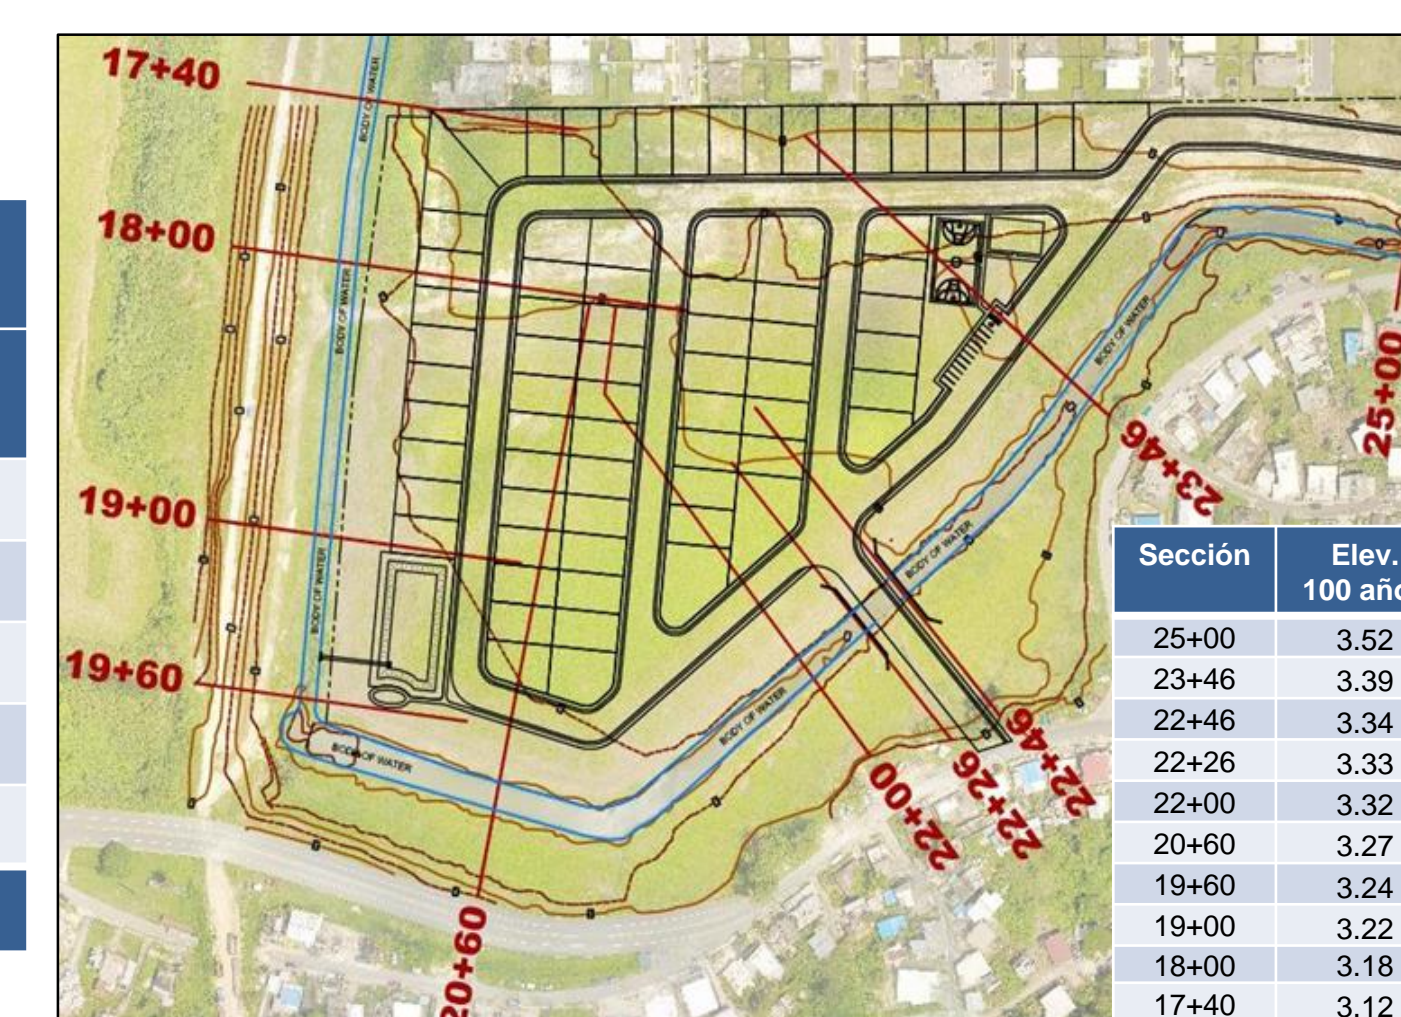 17+40
BODY OF WATER
18+00
BODY OF WATER
BODY OF WATER
23+46
25+00
19+00
BODY OF WATER
BODY OF WATER
19+60
BODY OF WATER
BODY OF WATER
22+00
22+26
22+46
20+60
Sección Elev.
100 año
25+00 3.52
23+46 3.39
22+46 3.34
22+26 3.33
22+00 3.32
20+60 3.27
19+60 3.24
19+00 3.22
18+00 3.18
17+40 3.12